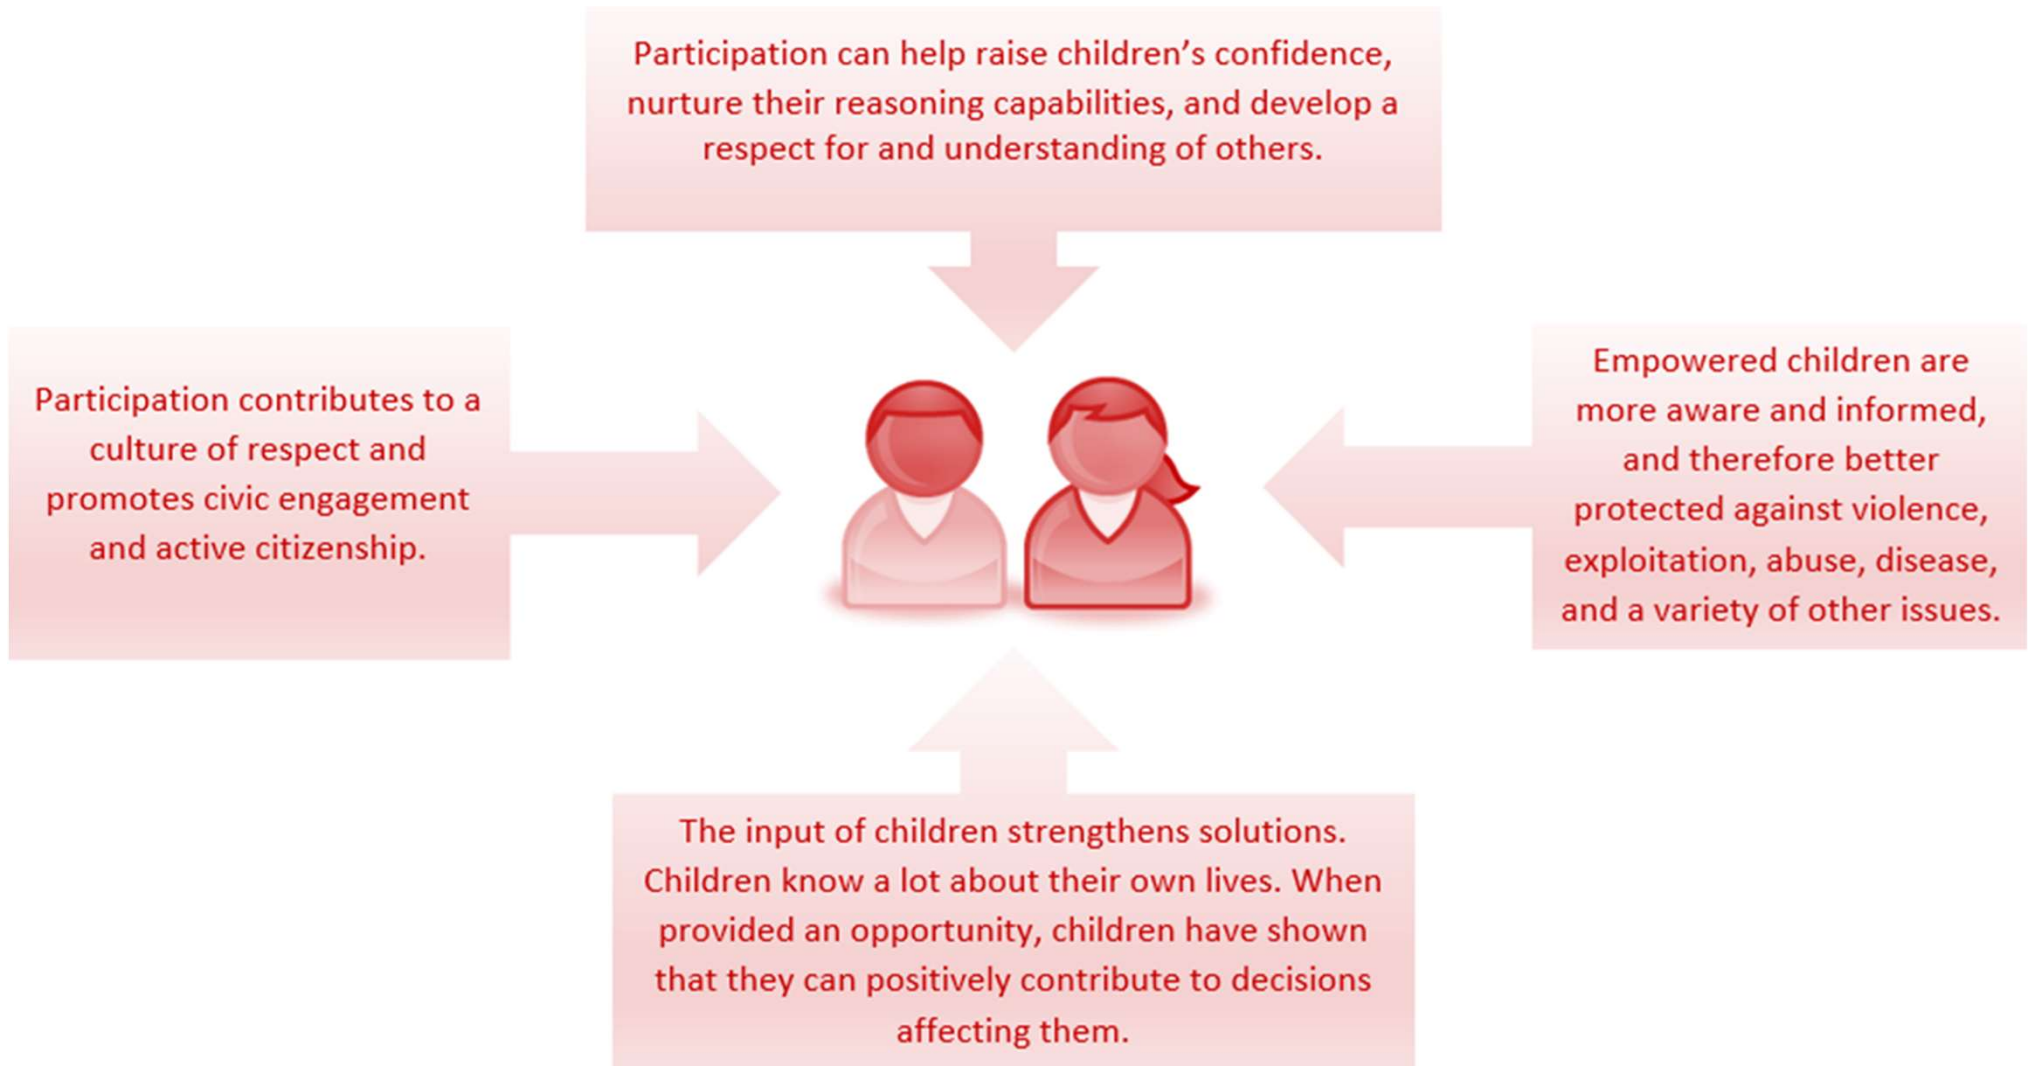 Participation can help raise children’s confidence,
nurture their reasoning capabilities, and develop a
respect for and understanding of others.
Participation contributes to a
culture of respect and
promotes civic engagement
and active citizenship.
Empowered children are
more aware and informed,
and therefore better
protected against violence,
exploitation, abuse, disease,
and a variety of other issues.
The input of children strengthens solutions.
Children know a lot about their own lives. When
provided an opportunity, children have shown
that they can positively contribute to decisions
affecting them.